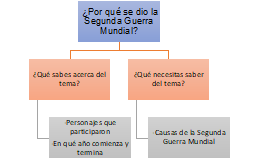 ¿Por qué se dio la
Segunda Guerra
Mundial?
¿Qué sabes acerca del
tema?
¿Qué necesitas saber
del tema?
·Personajes que
participaron
En qué año comienza y
termina
·Causas de la Segunda
Guerra Mundial